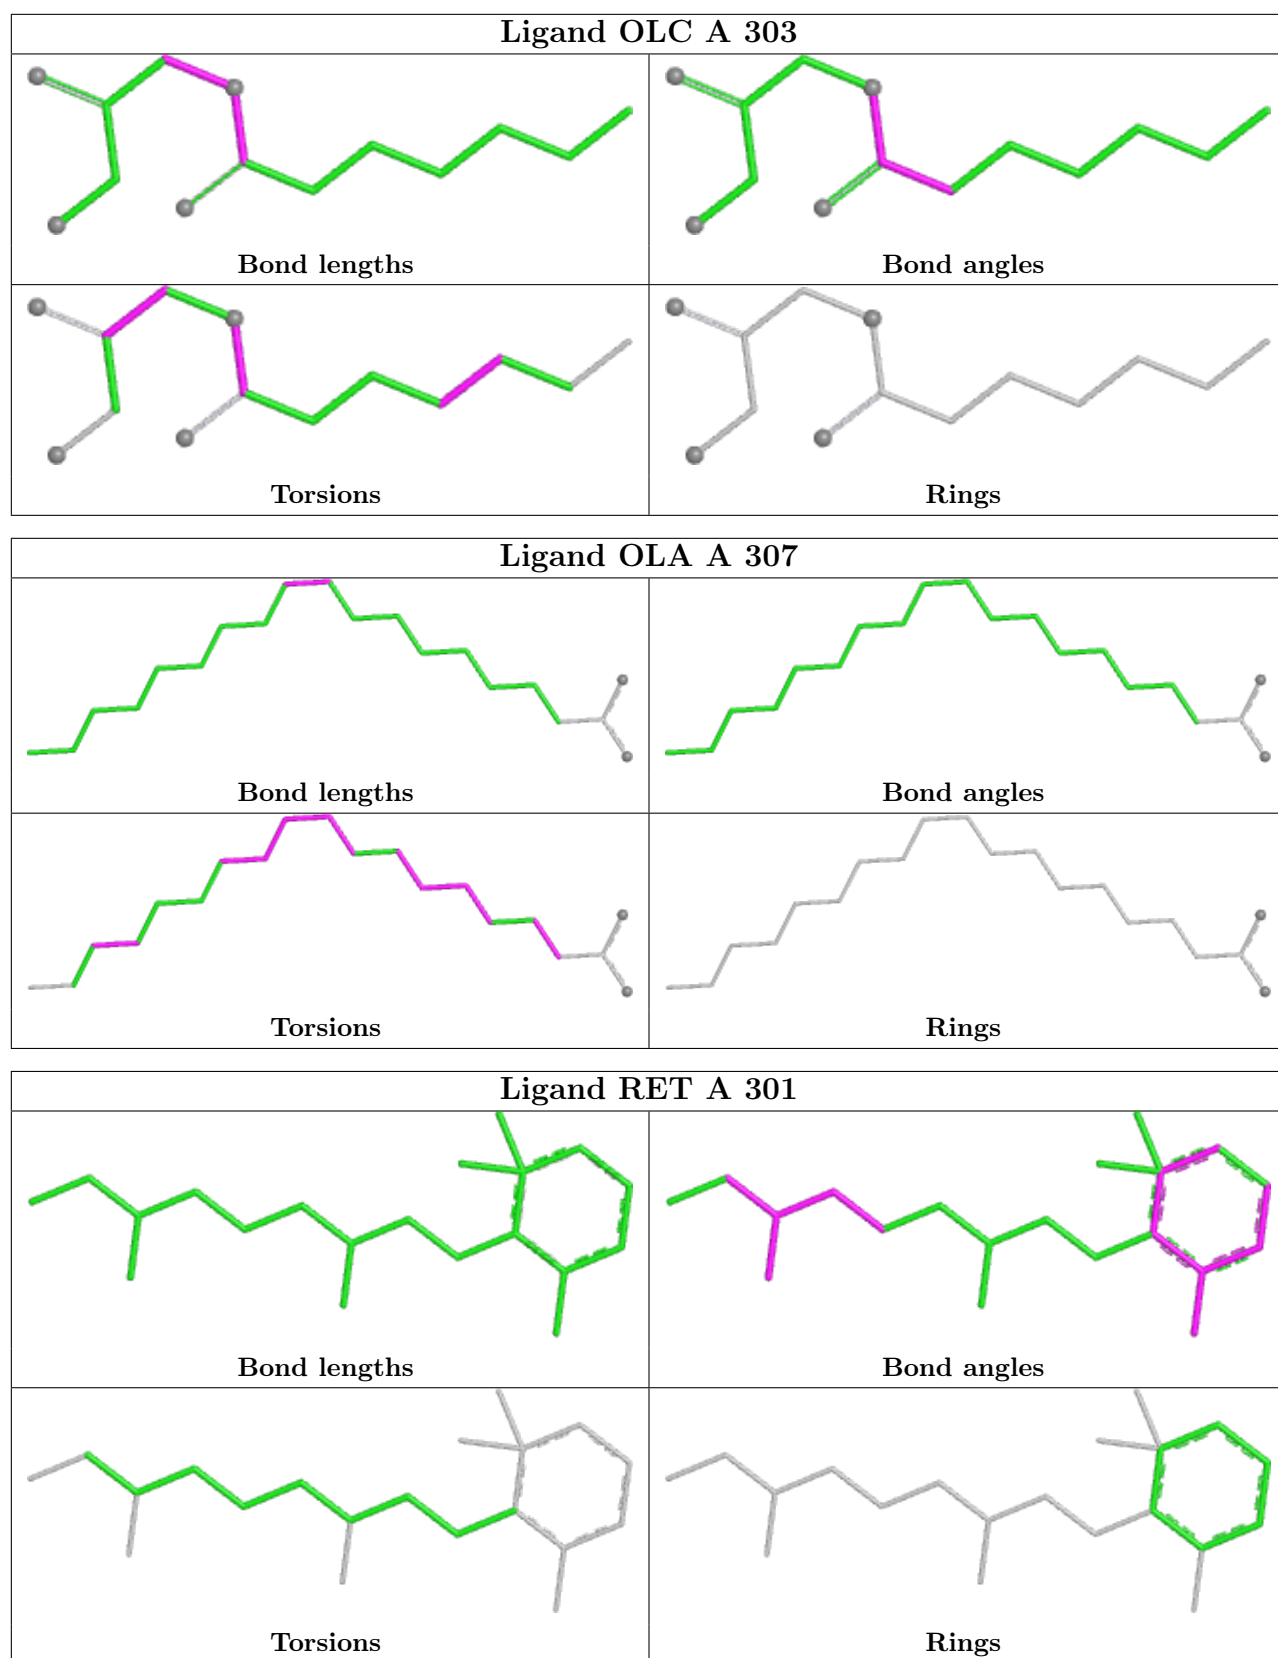 Ligand OLC A 303
Bond lengths
Bond angles
Torsions
Rings
Ligand OLA A 307
Bond lengths
Bond angles
Torsions
Rings
Ligand RET A 301
Bond lengths
Bond angles
Torsions
Rings